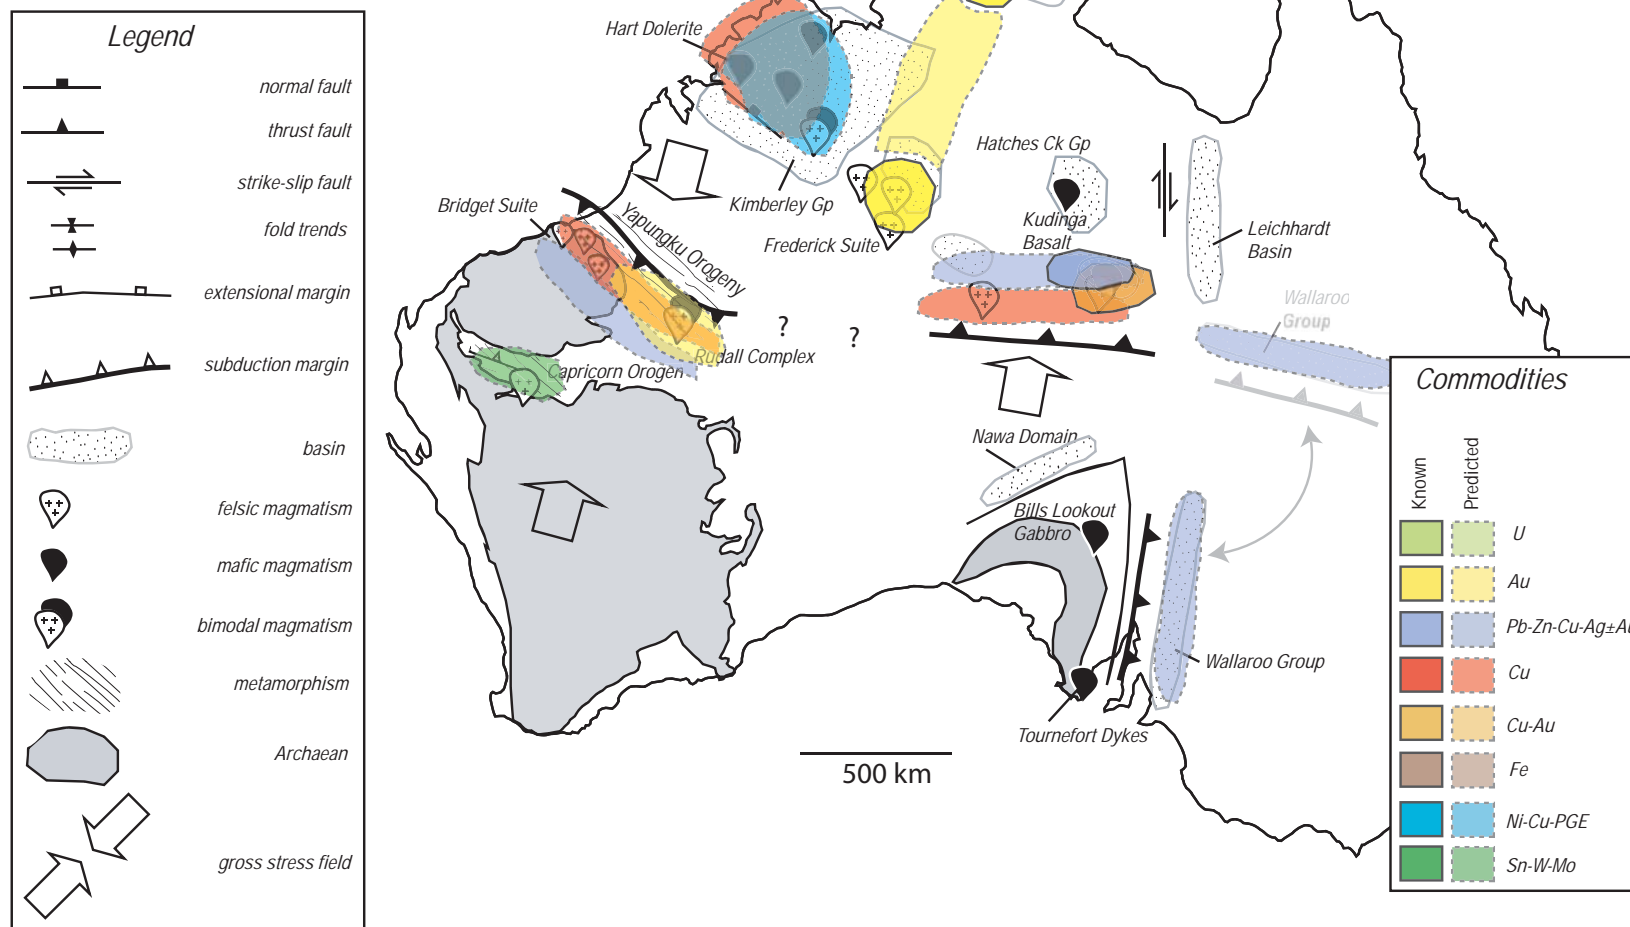 Legend
normal fault
thrust fault
strike-slip fault
fold trends
extensional margin
subduction margin
basin
felsic magmatism
mafic magmatism
bimodal magmatism
metamorphism
Archaean
gross stress field
Hart Dolerite
Kimberley Gp
Frederick Suite
Hatches Ck Gp
Kudinga
Basalt
Leichhardt
Basin
Bridget Suite
Yapungku Orogeny
Rudall Complex
Capricorn Orogen
?
?
Wallaroo
Group
Nawa Domain
Bills Lookout
Gabbro
Wallaroo Group
Tournefort Dykes
500 km
Commodities
Known
Predicted
U
Au
Pb-Zn-Cu-Ag±Au
Cu
Cu-Au
Fe
Ni-Cu-PGE
Sn-W-Mo